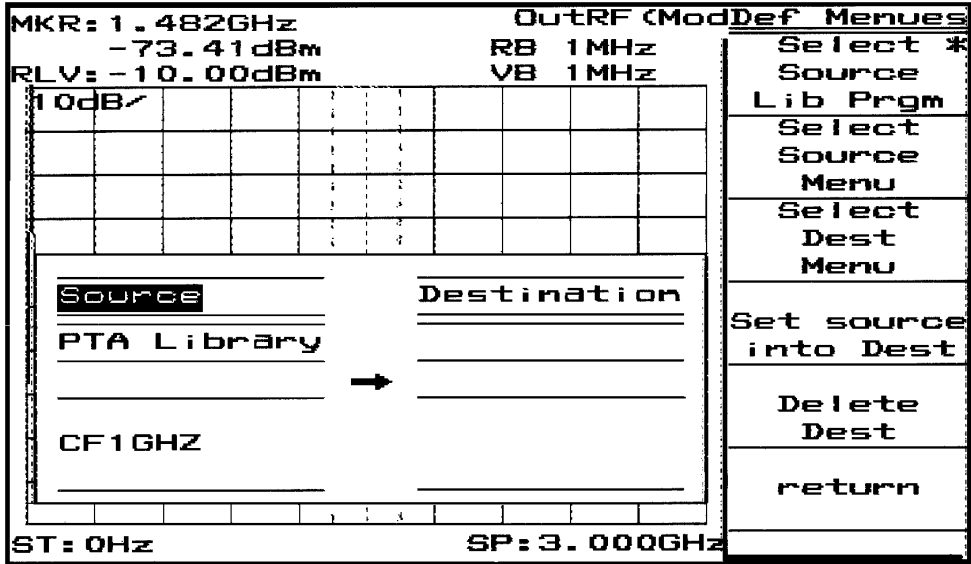 MKR:1.482GHz
-73.41dBm
RLV:-10.00dBm
OutRF(Mod
RB 1MHz
VB 1MHz
10dB/
Source
PTA Library
CF1GHZ
Destination
ST:0Hz
SP:3.000GHz
Def Menues
Select *
Source
Lib Prgm
Select
Source
Menu
Select
Dest
Menu
Set source
into Dest
Delete
Dest
return